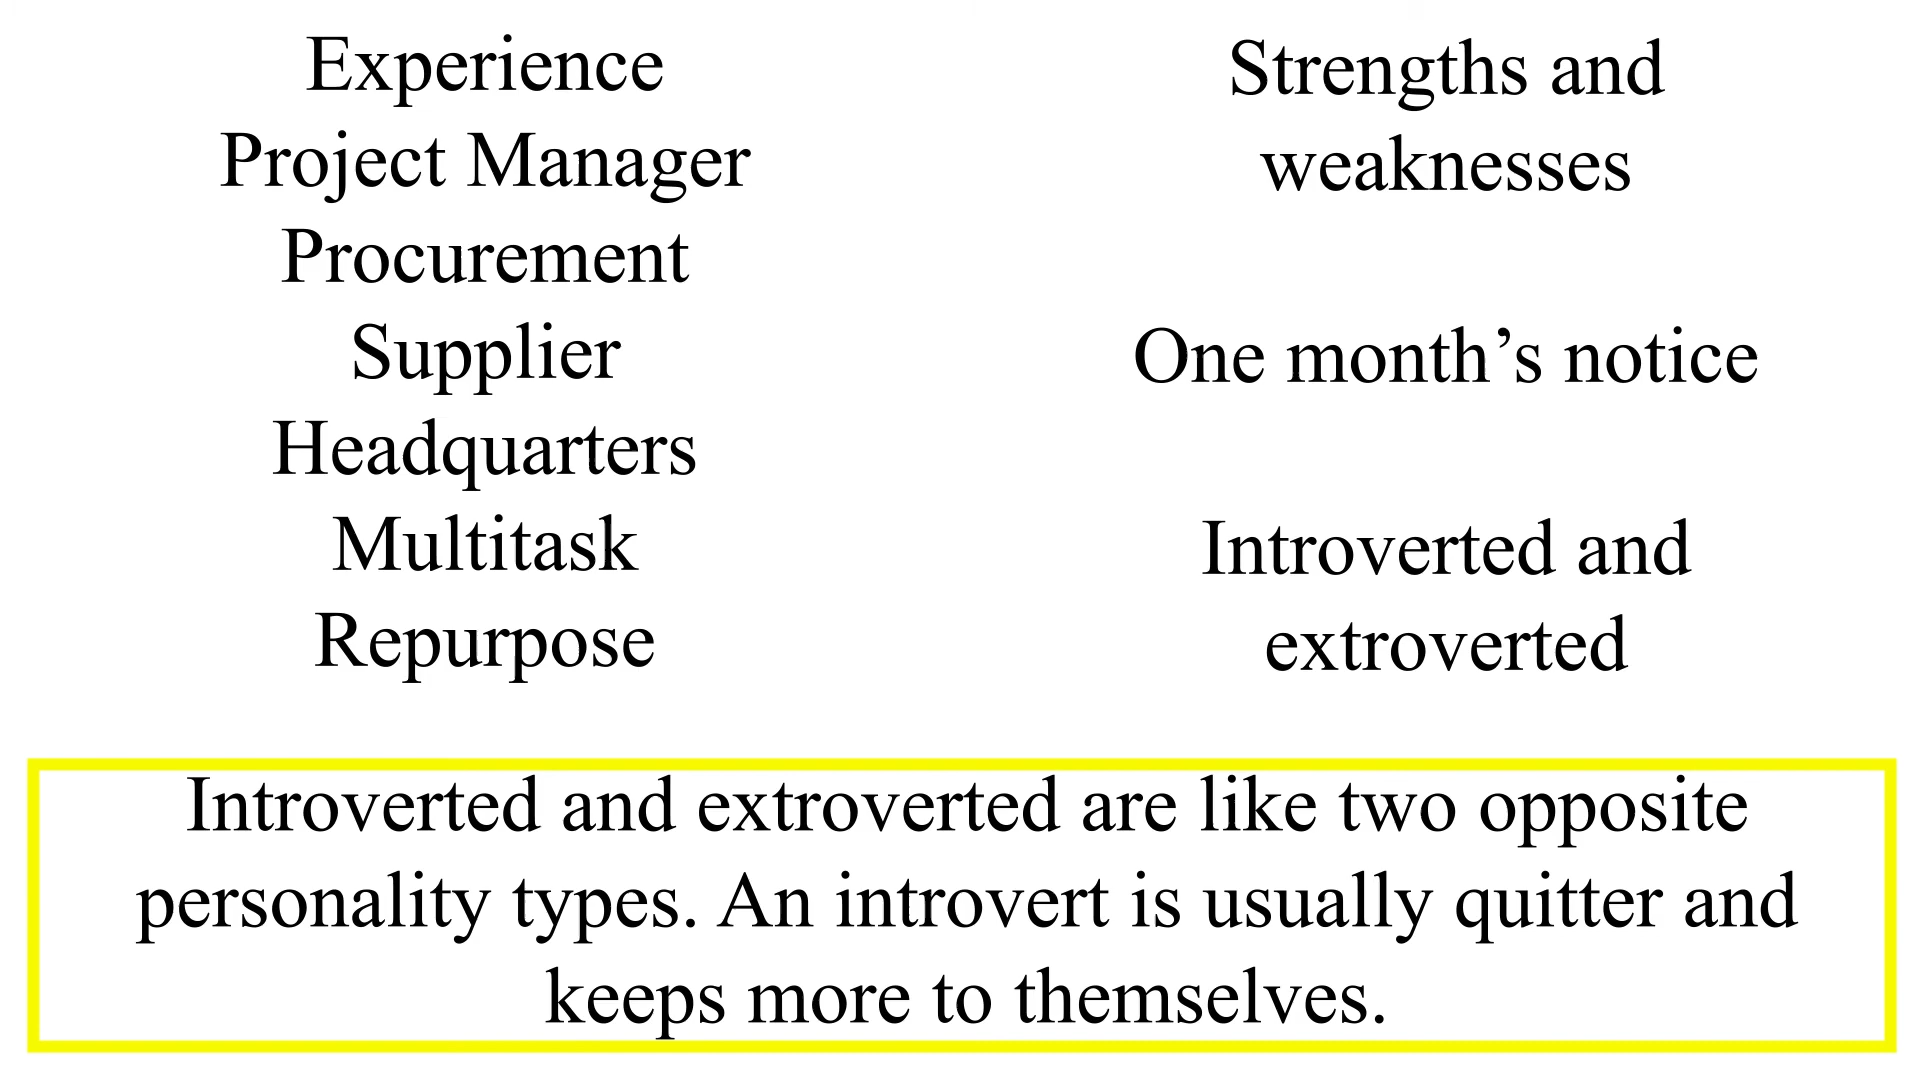 Experience
Project Manager
Procurement
Supplier
Headquarters
Multitask
Repurpose
Strengths and
weaknesses
One month’s notice
Introverted and
extroverted
Introverted and extroverted are like two opposite
personality types. An introvert is usually quitter and
keeps more to themselves.